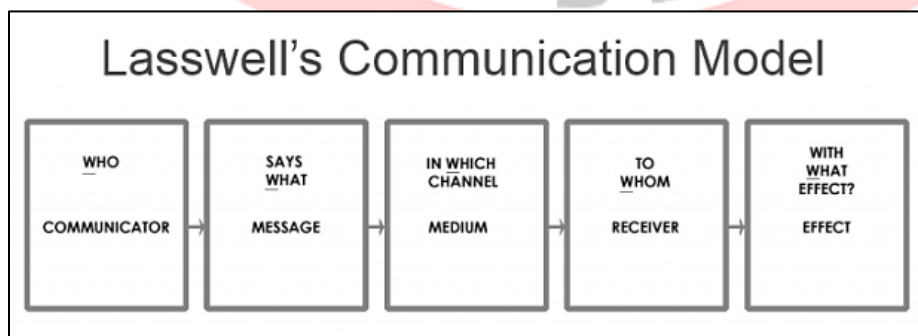 Lasswell's Communication Model
WHO
COMMUNICATOR
SAYS
WHAT
MESSAGE
IN WHICH
CHANNEL
MEDIUM
TO
WHOM
RECEIVER
WITH
WHAT
EFFECT?
EFFECT